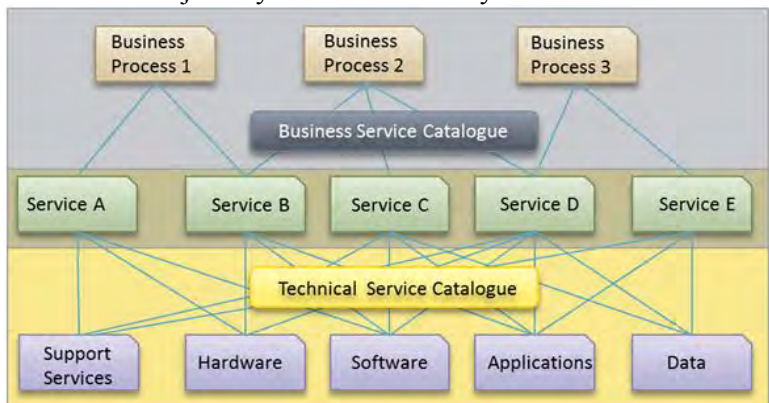 Business
Process 1
Business
Process 2
Business
Process 3
Business Service Catalogue
Service A
Service B
Service C
Service D
Service E
Technical Service Catalogue
Support
Services
Hardware
Software
Applications
Data